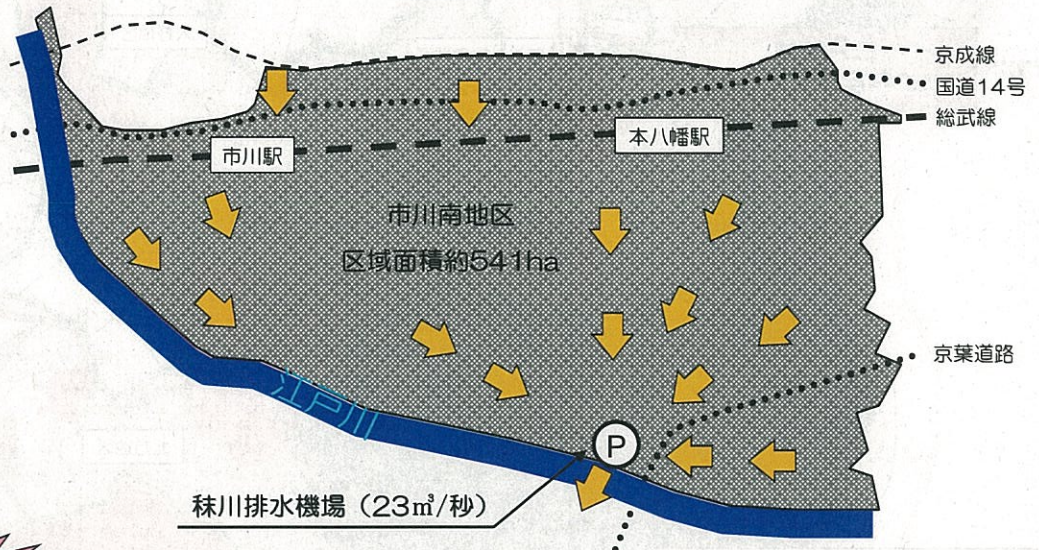 京成線
国道14号
総武線
市川駅
本八幡駅
市川南地区
区域面積約541ha
京葉道路
江戸川
P
秣川排水機場（23㎥/秒）